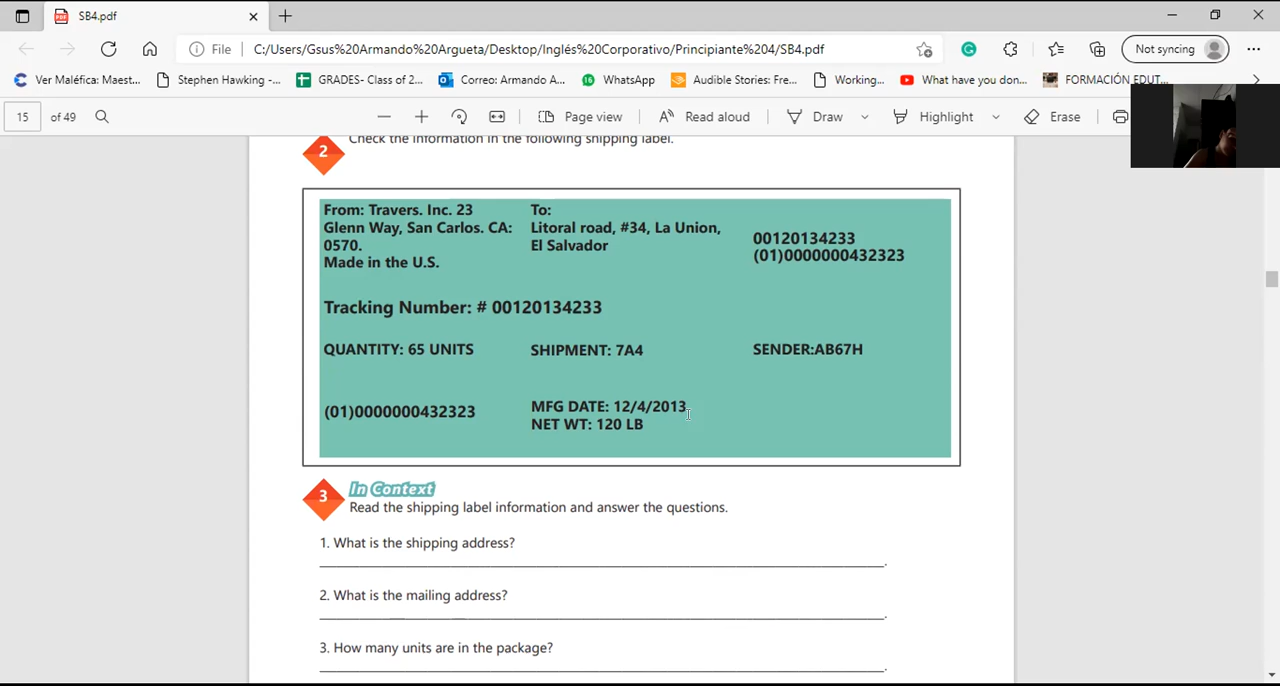 SB4.pdf
File C:/Users/Gsus%20Armando%20Argueta/Desktop/Inglés%20Corporativo/Principiante%204/SB4.pdf
Not syncing
Ver Maléfica: Maest...
Stephen Hawking -...
GRADES- Class of 2...
Correo: Armando A...
WhatsApp
Audible Stories: Fre...
Working...
What have you don...
FORMACIÓN EDUT...
15 of 49
Page view
Read aloud
Draw
Highlight
Erase
2
Check the information in the following shipping label.
From: Travers. Inc. 23
Glenn Way, San Carlos. CA:
0570.
Made in the U.S.
To:
Litoral road, #34, La Union,
El Salvador
00120134233
(01)0000000432323
Tracking Number: # 00120134233
QUANTITY: 65 UNITS
SHIPMENT: 7A4
SENDER:AB67H
(01)0000000432323
MFG DATE: 12/4/2013
NET WT: 120 LB
3
In Context
Read the shipping label information and answer the questions.
1. What is the shipping address?
2. What is the mailing address?
3. How many units are in the package?